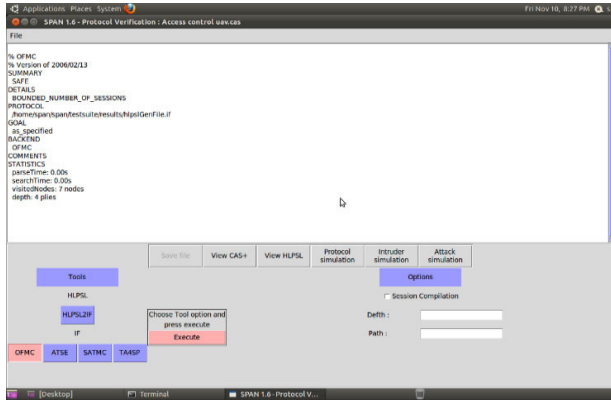 Applications Places System
Fri Nov 10, 8:27 PM
SPAN 1.6 - Protocol Verification : Access control uav.cas
File
% OFMC
% Version of 2006/02/13
SUMMARY
SAFE
DETAILS
BOUNDED_NUMBER_OF_SESSIONS
PROTOCOL
/home/span/span/testsuite/results/hlpslGenFile.if
GOAL
as_specified
BACKEND
OFMC
COMMENTS
STATISTICS
parseTime: 0.00s
searchTime: 0.00s
visitedNodes: 7 nodes
depth: 4 plies
Save file
View CAS+
View HLPSL
Protocol
simulation
Intruder
simulation
Attack
simulation
Tools
Options
HLPSL
Session Compilation
HLPSL2IF
Choose Tool option and
press execute
Execute
Defth :
IF
Path :
OFMC
ATSE
SATMC
TA4SP
[Desktop]
Terminal
SPAN 1.6 - Protocol V...